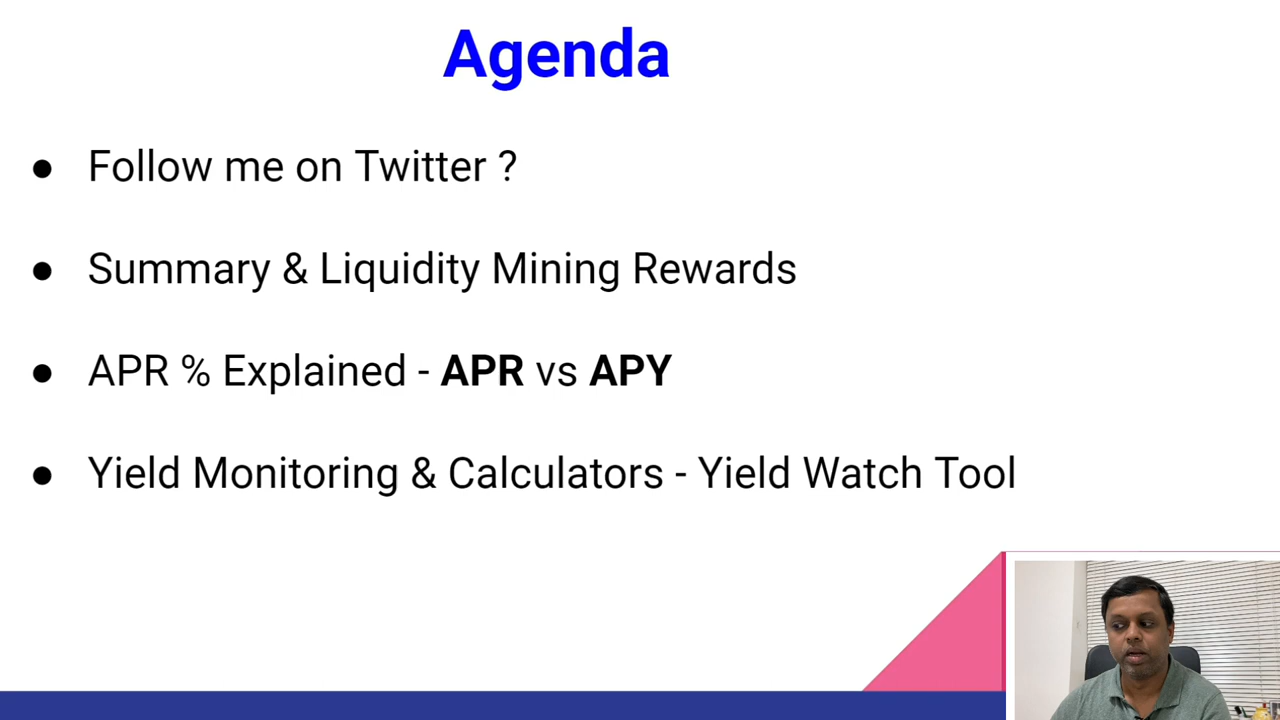 Agenda
● Follow me on Twitter ?
● Summary & Liquidity Mining Rewards
● APR % Explained - APR vs APY
● Yield Monitoring & Calculators - Yield Watch Tool